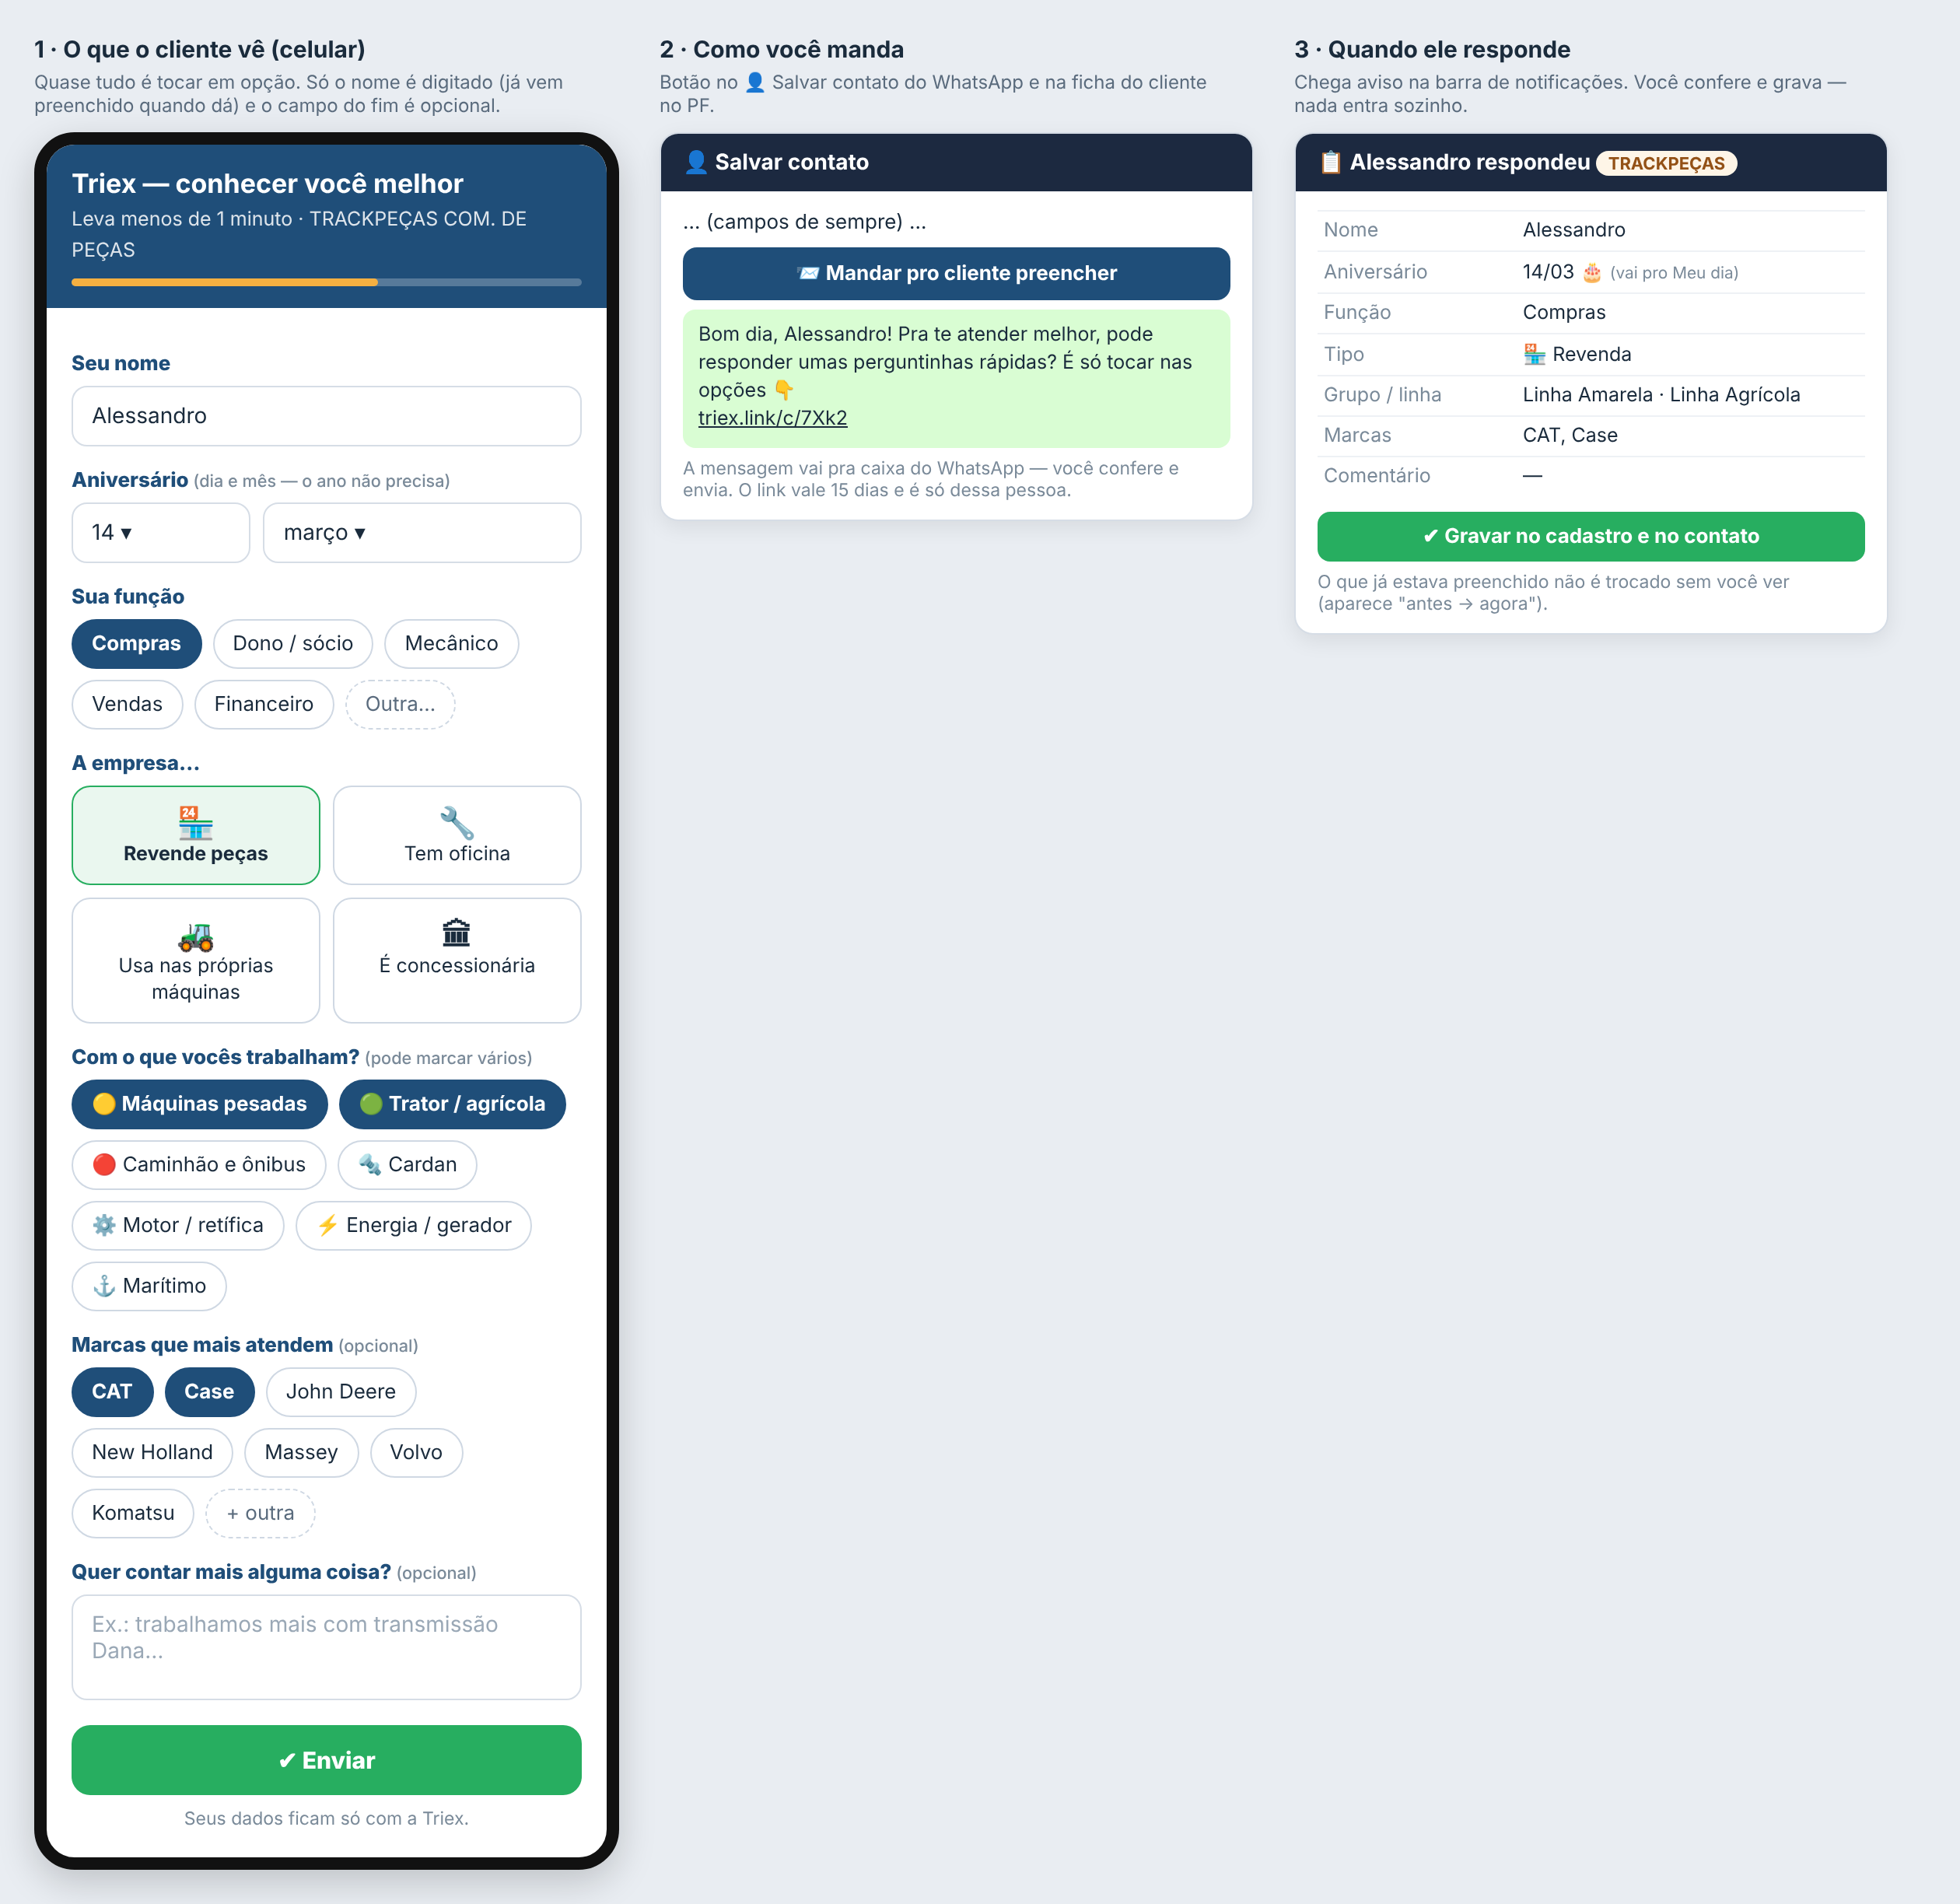 1 · O que o cliente vê (celular)
Quase tudo é tocar em opção. Só o nome é digitado (já vem
preenchido quando dá) e o campo do fim é opcional.
Triex — conhecer você melhor
Leva menos de 1 minuto · TRACKPEÇAS COM. DE
PEÇAS
Seu nome
Alessandro
Aniversário (dia e mês — o ano não precisa)
14 ▾
março ▾
Sua função
Compras
Dono / sócio
Mecânico
Vendas
Financeiro
Outra...
A empresa...
24
Revende peças
Tem oficina
Usa nas próprias
máquinas
É concessionária
Com o que vocês trabalham? (pode marcar vários)
🟡 Máquinas pesadas
🟢 Trator / agrícola
🔴 Caminhão e ônibus
🔩 Cardan
⚙️ Motor / retífica
⚡ Energia / gerador
⚓ Marítimo
Marcas que mais atendem (opcional)
CAT
Case
John Deere
New Holland
Massey
Volvo
Komatsu
+ outra
Quer contar mais alguma coisa? (opcional)
Ex.: trabalhamos mais com transmissão
Dana...
✔ Enviar
Seus dados ficam só com a Triex.
2 · Como você manda
Botão no 👤 Salvar contato do WhatsApp e na ficha do cliente
no PF.
👤 Salvar contato
... (campos de sempre) ...
📨 Mandar pro cliente preencher
Bom dia, Alessandro! Pra te atender melhor, pode
responder umas perguntinhas rápidas? É só tocar nas
opções 👇
triex.link/c/7Xk2
A mensagem vai pra caixa do WhatsApp — você confere e
envia. O link vale 15 dias e é só dessa pessoa.
3 · Quando ele responde
Chega aviso na barra de notificações. Você confere e grava —
nada entra sozinho.
📋 Alessandro respondeu TRACKPEÇAS
Nome Alessandro
Aniversário 14/03 🎂 (vai pro Meu dia)
Função Compras
Tipo 🏪 Revenda
Grupo / linha Linha Amarela · Linha Agrícola
Marcas CAT, Case
Comentário —
✔ Gravar no cadastro e no contato
O que já estava preenchido não é trocado sem você ver
(aparece "antes → agora").